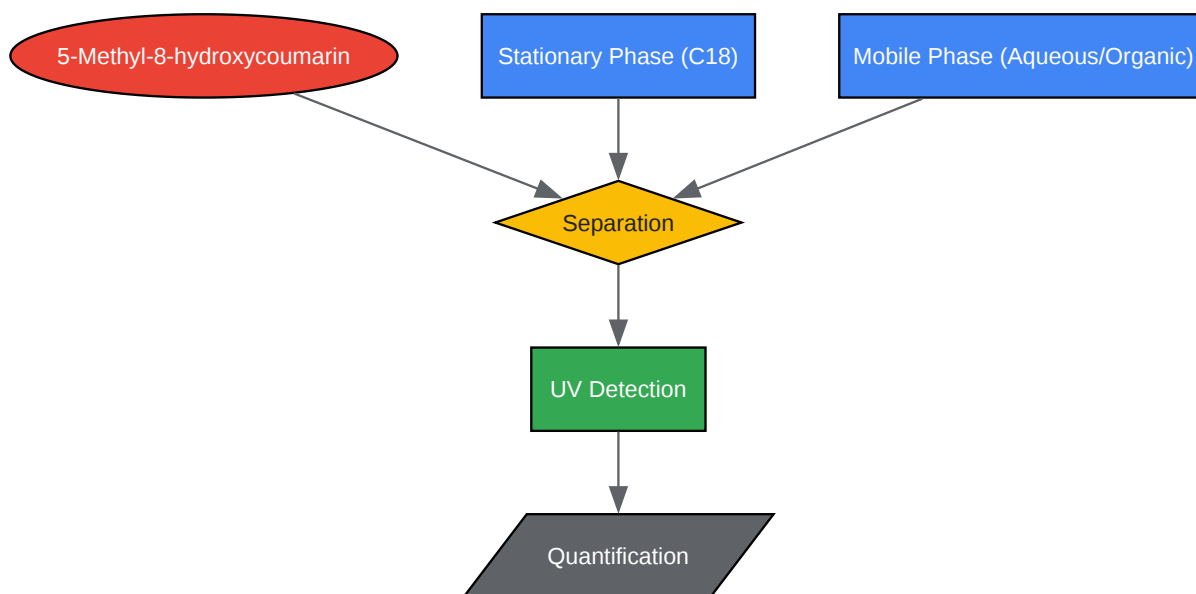 5-Methyl-8-hydroxycoumarin
Stationary Phase (C18)
Mobile Phase (Aqueous/Organic)
Separation
UV Detection
Quantification